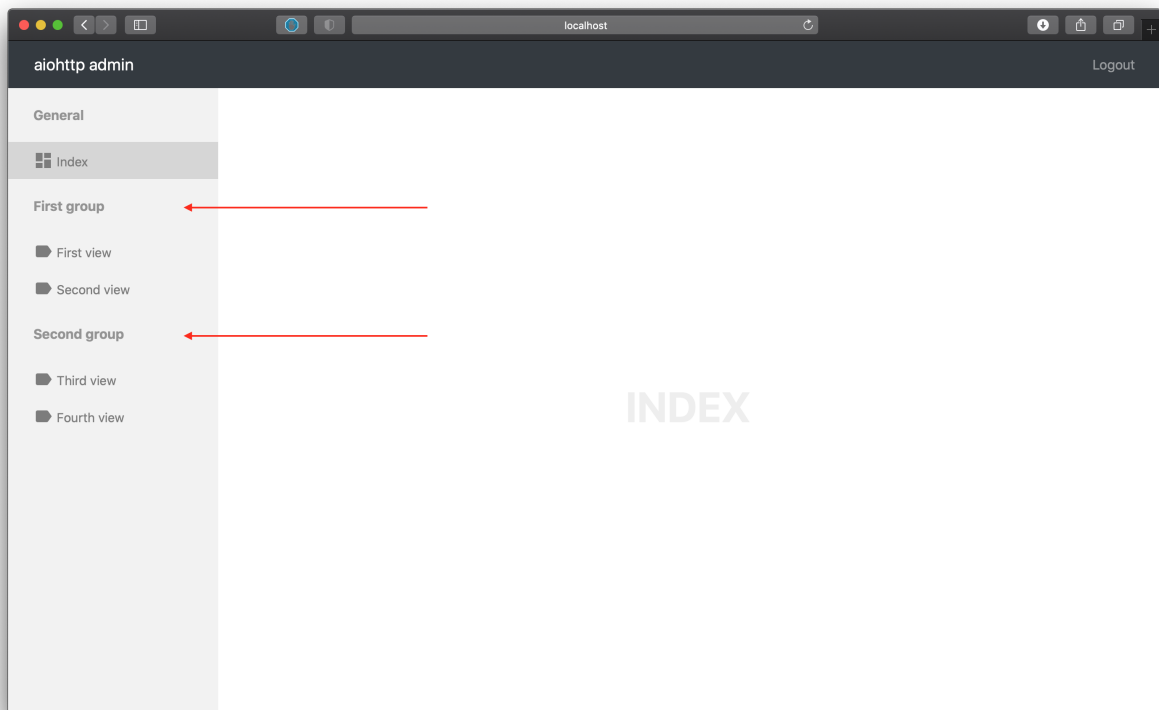 localhost
aiohttp admin
Logout
General
Index
First group
First view
Second view
Second group
Third view
Fourth view
INDEX